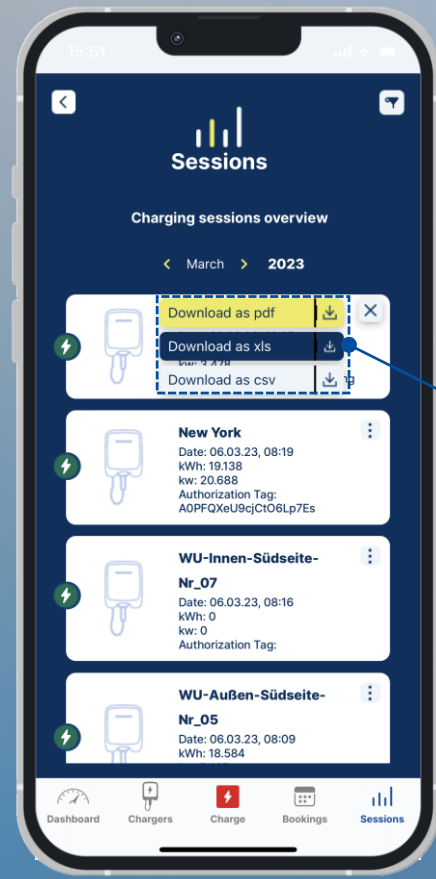 15:51
Sessions
Charging sessions overview
March 2023
Download as pdf
Download as xls
kw: 3.478
Download as csv
New York
Date: 06.03.23, 08:19
kWh: 19.138
kw: 20.688
Authorization Tag:
A0PFQXeU9cjCtO6Lp7Es
WU-Innen-Südseite-
Nr_07
Date: 06.03.23, 08:16
kWh: 0
kw: 0
Authorization Tag:
WU-Außen-Südseite-
Nr_05
Date: 06.03.23, 08:09
kWh: 18.584
Dashboard Chargers Charge Bookings Sessions